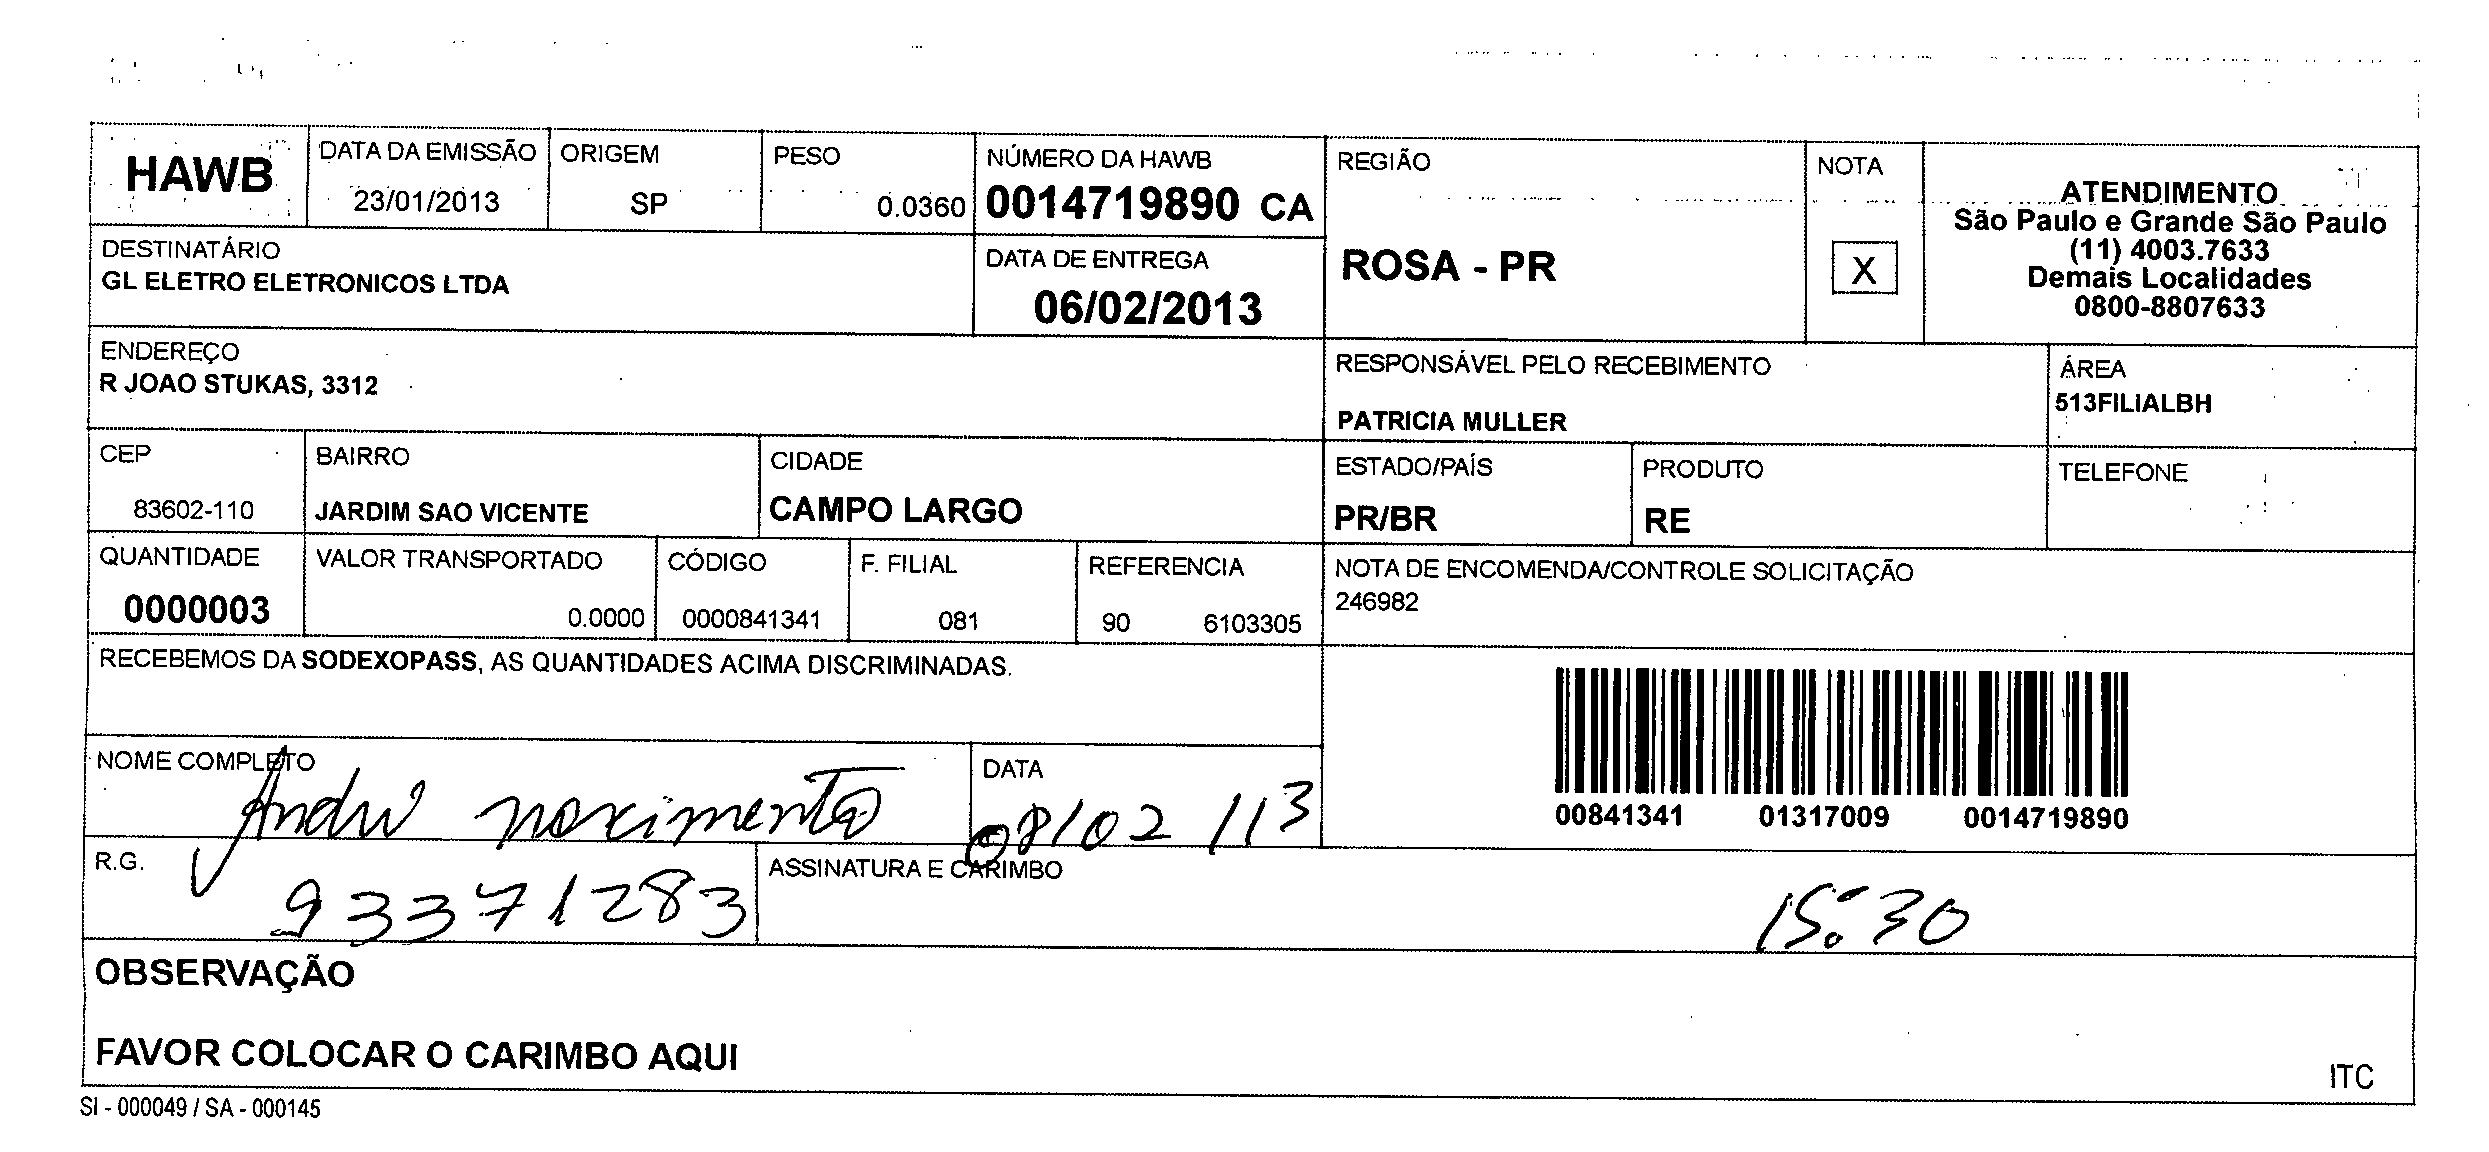 HAWB
DATA DA EMISSÃO
23/01/2013
ORIGEM
SP
PESO
0.0360
NÚMERO DA HAWB
0014719890 CA
REGIÃO
ROSA - PR
NOTA
X
ATENDIMENTO
São Paulo e Grande São Paulo
(11) 4003.7633
Demais Localidades
0800-8807633
DESTINATÁRIO
GL ELETRO ELETRONICOS LTDA
DATA DE ENTREGA
06/02/2013
ENDEREÇO
R JOAO STUKAS, 3312
RESPONSÁVEL PELO RECEBIMENTO
PATRICIA MULLER
ÁREA
513FILIALBH
CEP
83602-110
BAIRRO
JARDIM SAO VICENTE
CIDADE
CAMPO LARGO
ESTADO/PAÍS
PR/BR
PRODUTO
RE
TELEFONE
QUANTIDADE
0000003
VALOR TRANSPORTADO
0.0000
CÓDIGO
0000841341
F. FILIAL
081
REFERENCIA
90 6103305
NOTA DE ENCOMENDA/CONTROLE SOLICITAÇÃO
246982
RECEBEMOS DA SODEXOPASS, AS QUANTIDADES ACIMA DISCRIMINADAS.
00841341 01317009 0014719890
NOME COMPLETO
André nascimento
DATA
08/02/13
R.G.
93371283
ASSINATURA E CARIMBO
15:30
OBSERVAÇÃO
FAVOR COLOCAR O CARIMBO AQUI
ITC
SI - 000049 / SA - 000145